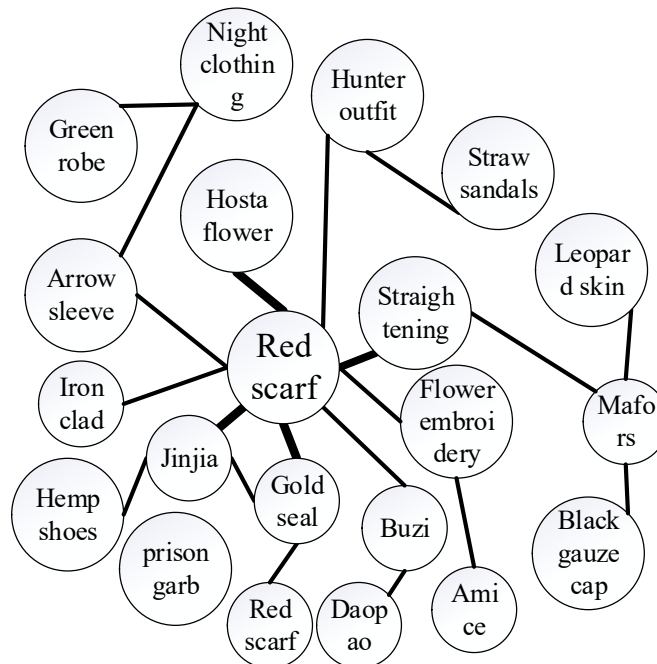 Night
clothin
g
Hunter
outfit
Green
robe
Straw
sandals
Hosta
flower
Leopar
d skin
Arrow
sleeve
Straigh
tening
Red
scarf
Iron
clad
Flower
embroi
dery
Mafo
rs
Jinjia
Gold
seal
Hemp
shoes
Buzi
Black
gauze
cap
prison
garb
Red
scarf
Daop
ao
Ami
ce